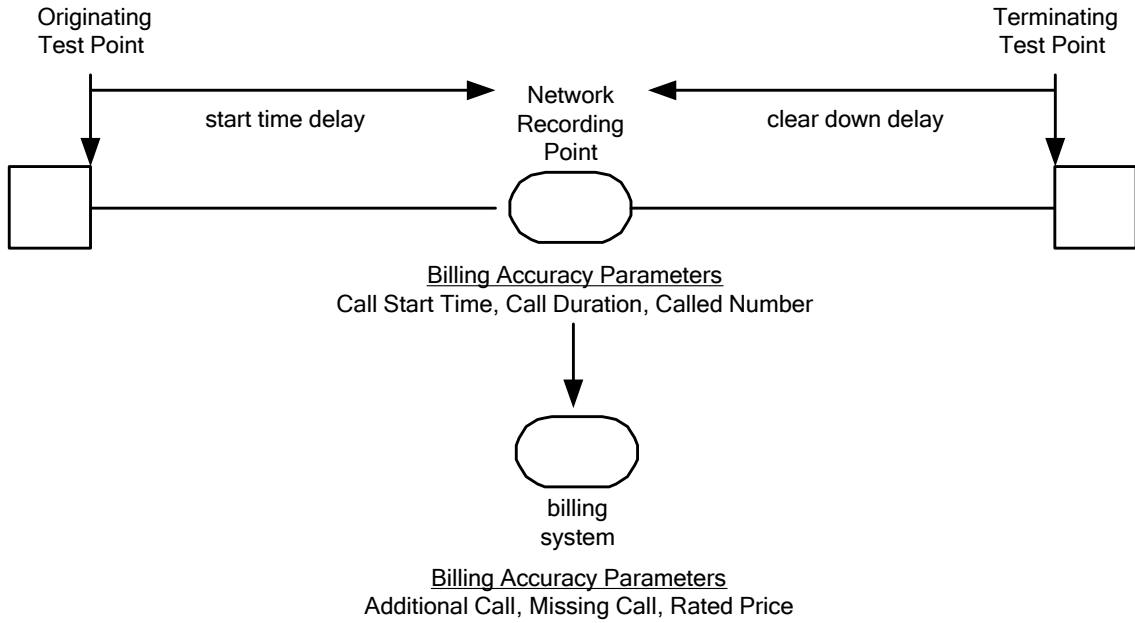 Originating
Test Point
Terminating
Test Point
start time delay
Network
Recording
Point
clear down delay
Billing Accuracy Parameters
Call Start Time, Call Duration, Called Number
billing
system
Billing Accuracy Parameters
Additional Call, Missing Call, Rated Price